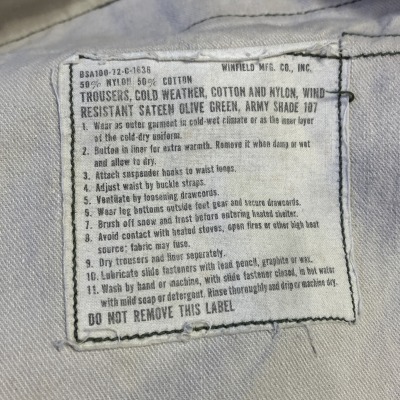 DSA100-72-C-1636 WINFIELD MFG. CO., INC.
50% NYLON 50% COTTON
TROUSERS, COLD WEATHER, COTTON AND NYLON, WIND
RESISTANT SATEEN OLIVE GREEN, ARMY SHADE 107
1. Wear as outer garment in cold-wet climate or as the inner layer
of the cold-dry uniform.
2. Button in liner for extra warmth. Remove it when damp or wet
and allow to dry.
3. Attach suspender hooks to waist loops.
4. Adjust waist by buckle straps.
5. Ventilate by loosening drawcords.
6. Wear leg bottoms outside foot gear and secure drawcords.
7. Brush off snow and frost before entering heated shelter.
8. Avoid contact with heated stoves, open fires or other high heat
source; fabric may fuse.
9. Dry trousers and liner separately.
10. Lubricate slide fasteners with lead pencil, graphite or wax.
11. Wash by hand or machine, with slide fastener closed, in hot water
with mild soap or detergent. Rinse thoroughly and drip or machine dry.
DO NOT REMOVE THIS LABEL